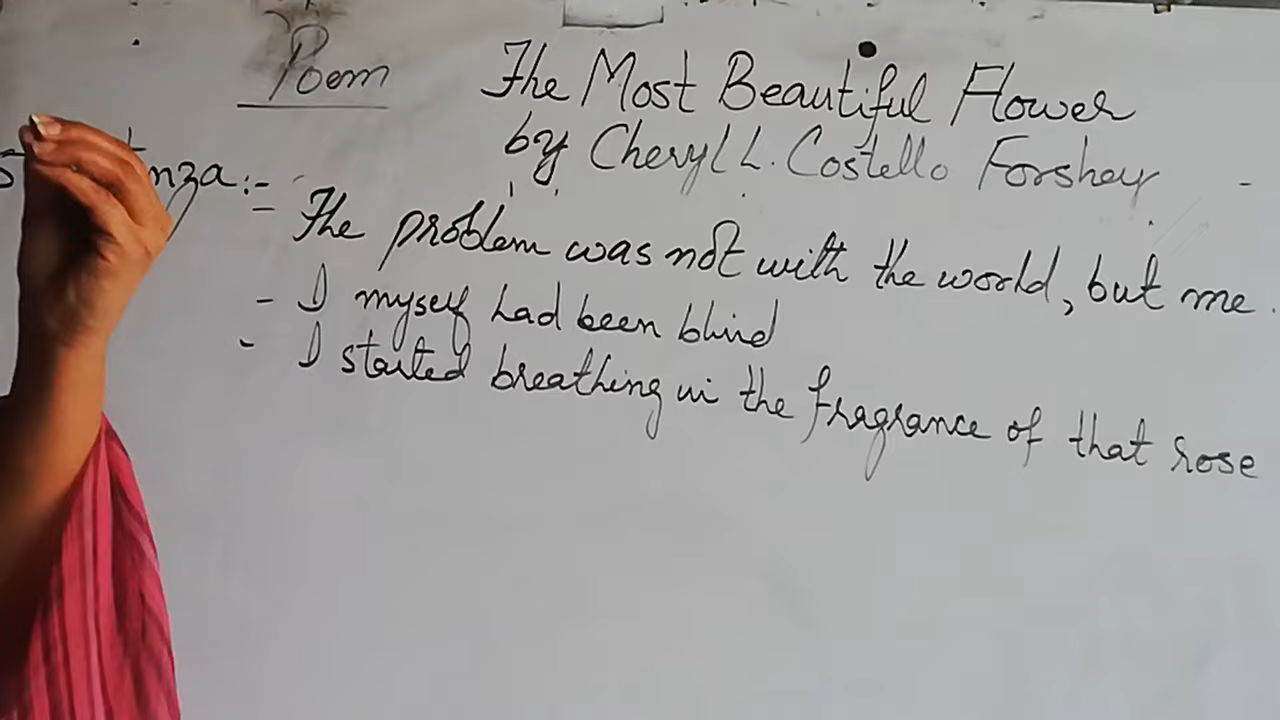 Poem
The Most Beautiful Flower
by Cheryl L. Costello Forshey
nza:-
- The problem was not with the world, but me.
- I myself had been blind
- I started breathing in the fragrance of that rose